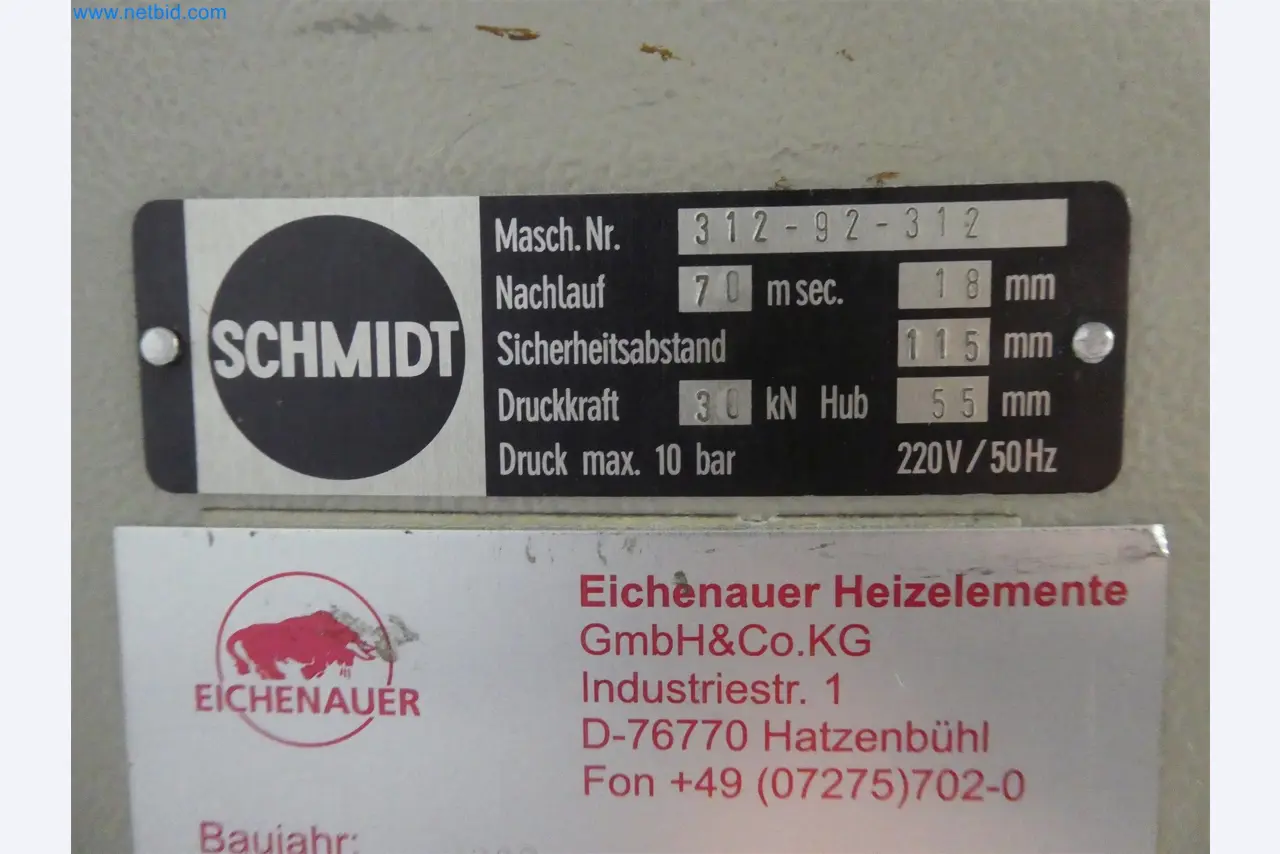 www.netbid.com
SCHMIDT
Masch. Nr. 312-92-312
Nachlauf 70 m sec. 18 mm
Sicherheitsabstand 115 mm
Druckkraft 30 kN Hub 55 mm
Druck max. 10 bar 220V/50Hz
EICHENAUER
Eichenauer Heizelemente
GmbH&Co.KG
Industriestr. 1
D-76770 Hatzenbühl
Fon +49 (07275)702-0
Baujahr: